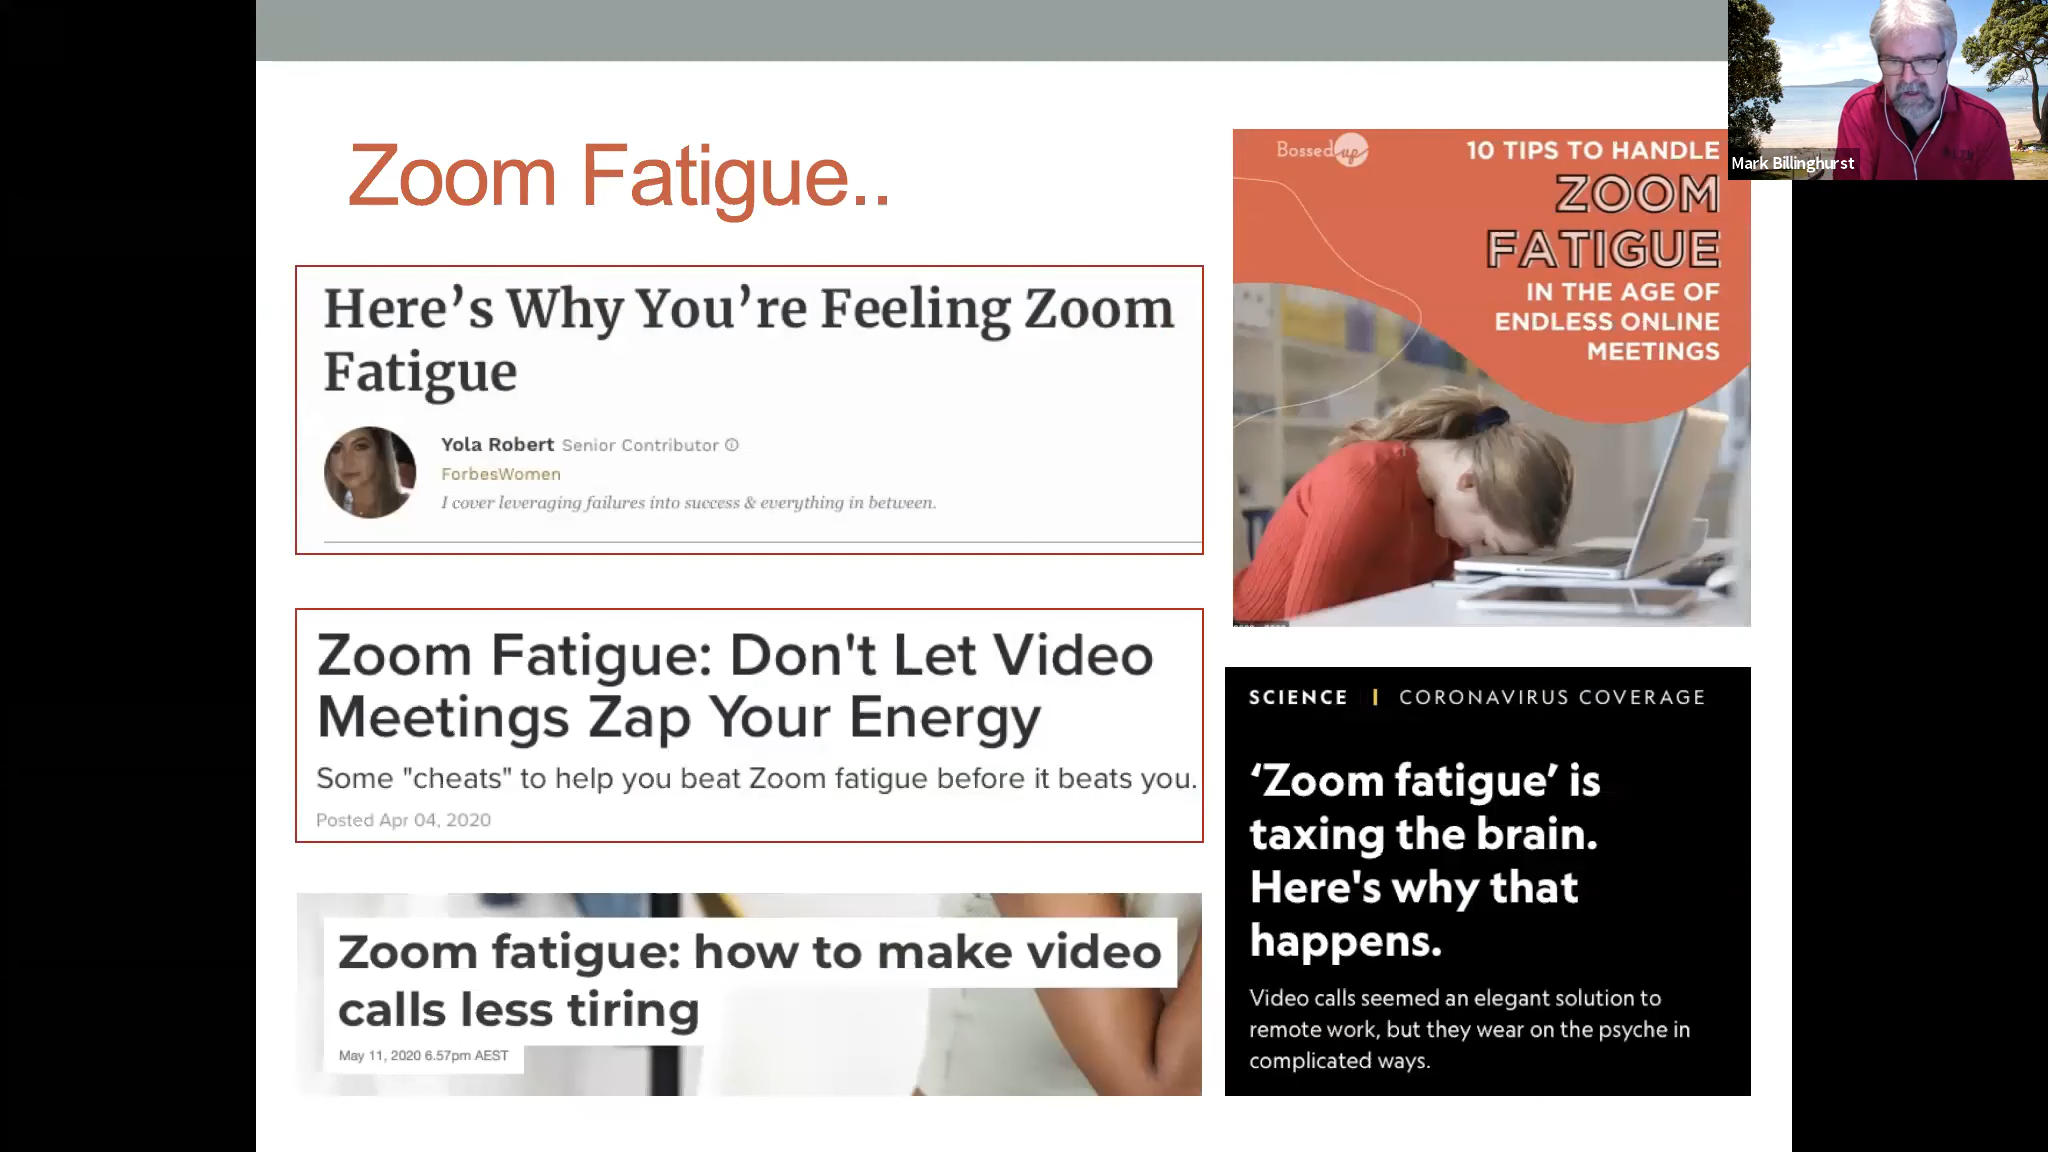 Zoom Fatigue..
Here's Why You're Feeling Zoom
Fatigue
Yola Robert Senior Contributor
ForbesWomen
I cover leveraging failures into success & everything in between.
Zoom Fatigue: Don't Let Video
Meetings Zap Your Energy
Some "cheats" to help you beat Zoom fatigue before it beats you.
Posted Apr 04, 2020
Zoom fatigue: how to make video
calls less tiring
May 11, 2020 6.57pm AEST
Bossed up
10 TIPS TO HANDLE
ZOOM
FATIGUE
IN THE AGE OF
ENDLESS ONLINE
MEETINGS
SCIENCE | CORONAVIRUS COVERAGE
‘Zoom fatigue’ is
taxing the brain.
Here's why that
happens.
Video calls seemed an elegant solution to
remote work, but they wear on the psyche in
complicated ways.
Mark Billinghurst